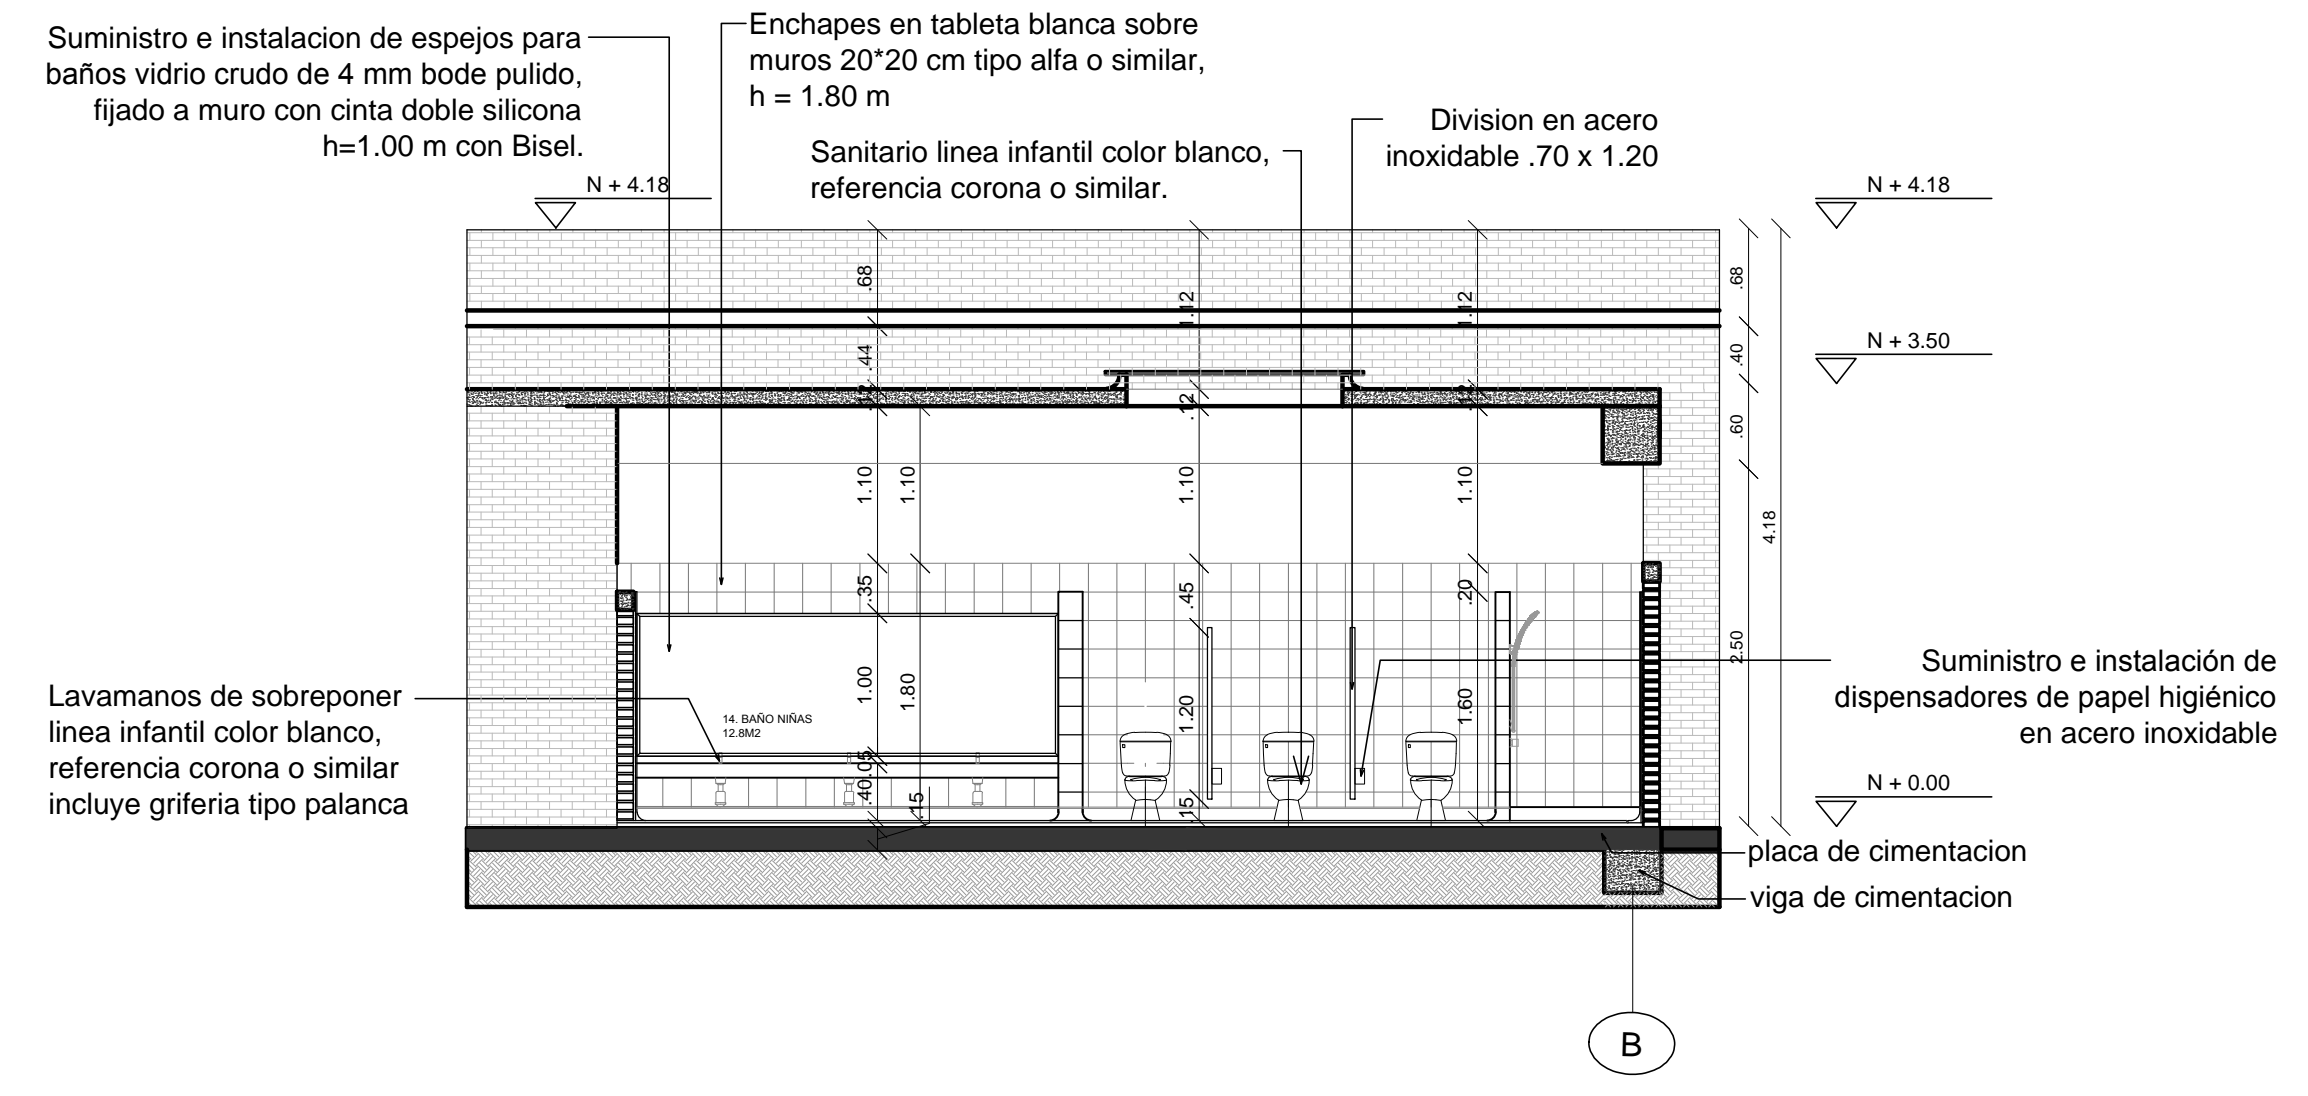 Suministro e instalacion de espejos para
baños vidrio crudo de 4 mm bode pulido,
fijado a muro con cinta doble silicona
h=1.00 m con Bisel.
Enchapes en tableta blanca sobre
muros 20*20 cm tipo alfa o similar,
h = 1.80 m
Sanitario linea infantil color blanco,
referencia corona o similar.
Division en acero
inoxidable .70 x 1.20
N + 4.18
N + 4.18
N + 3.50
.68
1.12
1.12
.68
.44
.40
.12
.12
.12
.60
1.10
1.10
1.10
1.10
4.18
.35
.45
.20
2.50
1.00
1.80
1.20
1.60
14. BAÑO NIÑAS
12.8M2
.05
.40
.15
.15
Lavamanos de sobreponer
linea infantil color blanco,
referencia corona o similar
incluye griferia tipo palanca
Suministro e instalación de
dispensadores de papel higiénico
en acero inoxidable
N + 0.00
placa de cimentacion
viga de cimentacion
B